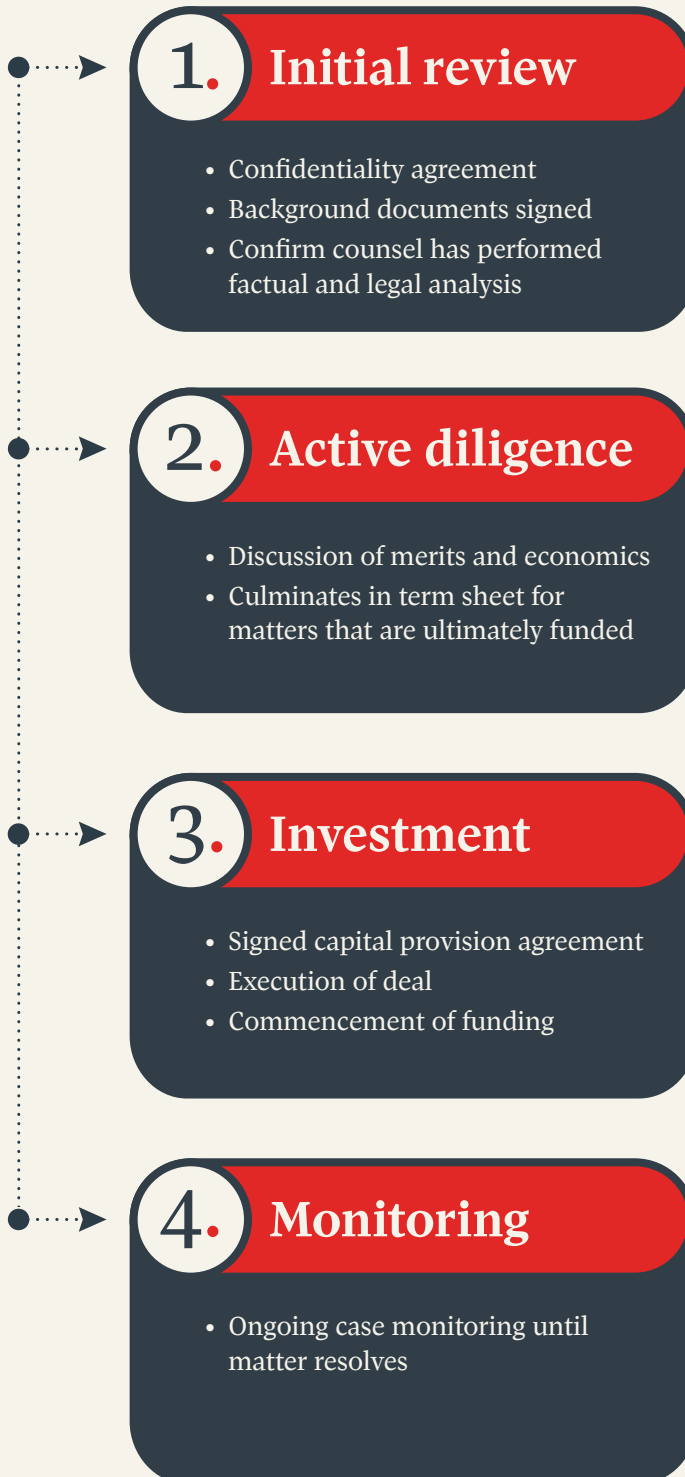 1. Initial review
• Confidentiality agreement
• Background documents signed
• Confirm counsel has performed
factual and legal analysis
2. Active diligence
• Discussion of merits and economics
• Culminates in term sheet for
matters that are ultimately funded
3. Investment
• Signed capital provision agreement
• Execution of deal
• Commencement of funding
4. Monitoring
• Ongoing case monitoring until
matter resolves